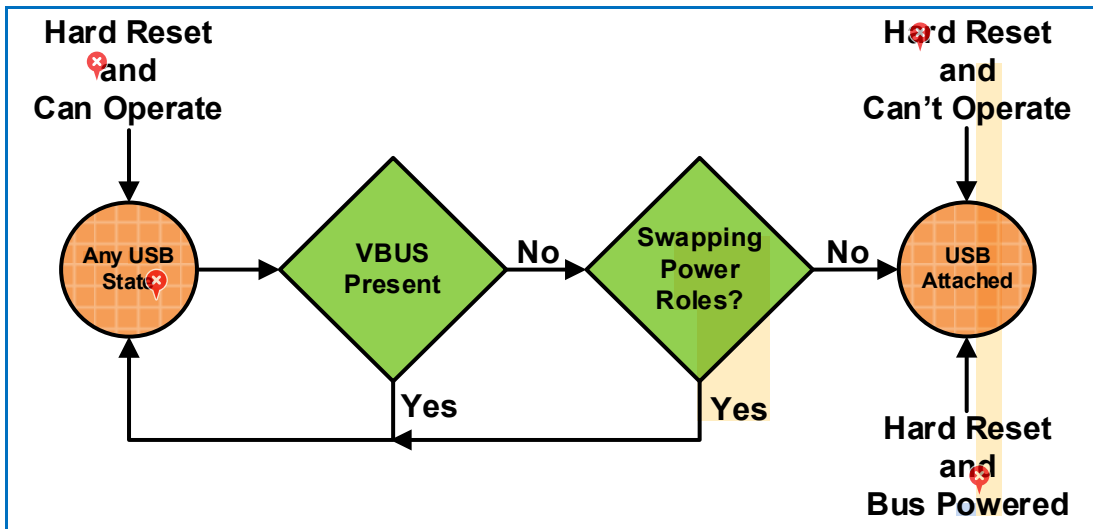 Hard Reset
and
Can Operate
Hard Reset
and
Can't Operate
Any USB
State
VBUS
Present
No
Swapping
Power
Roles?
No
USB
Attached
Yes
Yes
Hard Reset
and
Bus Powered